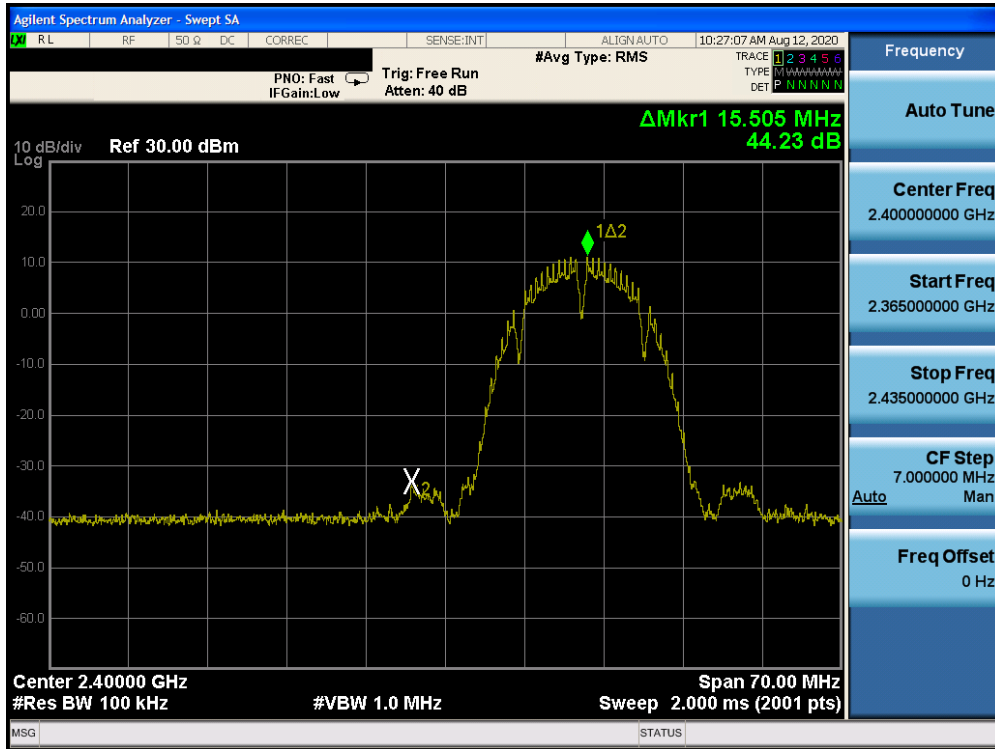 Agilent Spectrum Analyzer - Swept SA
LXI RL RF 50 Ω DC CORREC SENSE:INT ALIGN AUTO 10:27:07 AM Aug 12, 2020
#Avg Type: RMS
TRACE 1 2 3 4 5 6
TYPE M
DET P N N N N N
PNO: Fast
IFGain:Low
Trig: Free Run
Atten: 40 dB
ΔMkr1 15.505 MHz
44.23 dB
10 dB/div Ref 30.00 dBm
Log
20.0
10.0
0.00
-10.0
-20.0
-30.0
-40.0
-50.0
-60.0
1Δ2
X2
Center 2.40000 GHz
Span 70.00 MHz
#Res BW 100 kHz
#VBW 1.0 MHz
Sweep 2.000 ms (2001 pts)
MSG
STATUS
Frequency
Auto Tune
Center Freq
2.400000000 GHz
Start Freq
2.365000000 GHz
Stop Freq
2.435000000 GHz
CF Step
7.000000 MHz
Auto Man
Freq Offset
0 Hz